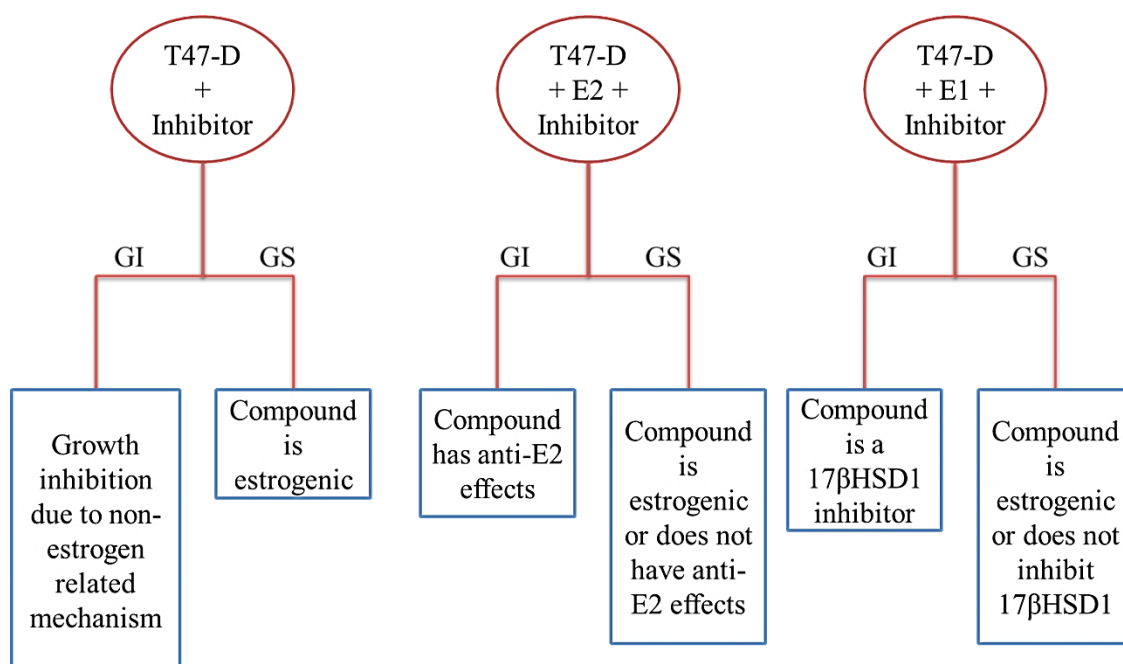 T47-D
+
Inhibitor
T47-D
+ E2 +
Inhibitor
T47-D
+ E1 +
Inhibitor
GI
GS
GI
GS
GI
GS
Growth
inhibition
due to non-
estrogen
related
mechanism
Compound
is
estrogenic
Compound
has anti-E2
effects
Compound
is
estrogenic
or does not
have anti-
E2 effects
Compound
is a
17βHSD1
inhibitor
Compound
is
estrogenic
or does not
inhibit
17βHSD1